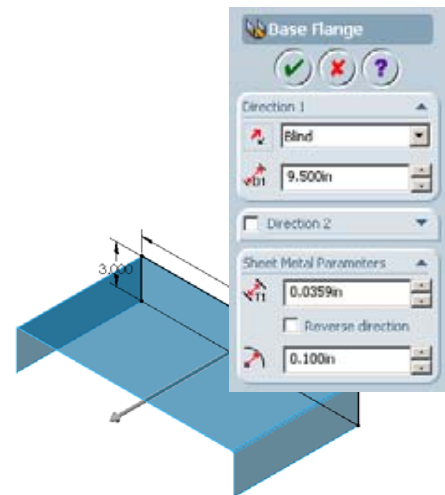 Base Flange
?
Direction 1
Blind
D1
9.500in
Direction 2
Sheet Metal Parameters
T1
0.0359in
Reverse direction
0.100in
3.000